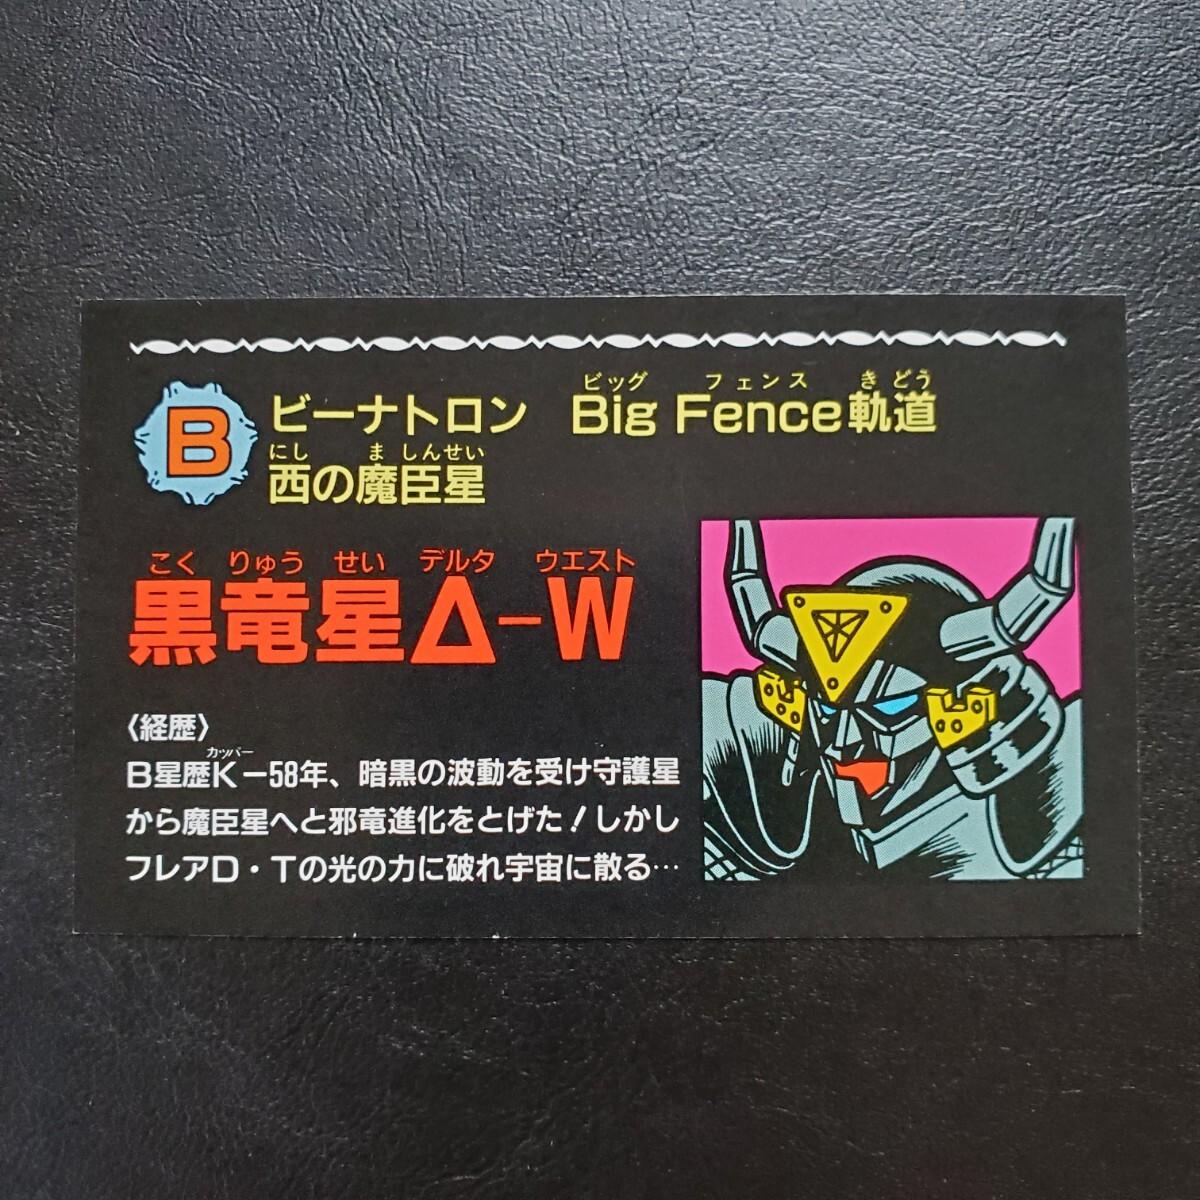 ビッグ フェンス きどう
B ビーナトロン Big Fence軌道
にし ま しんせい
西の魔臣星
こく りゅう せい デルタ ウエスト
黒竜星Δ-W
〈経歴〉
カッパー
B星歴K-58年、暗黒の波動を受け守護星
から魔臣星へと邪竜進化をとげた!しかし
フレアD・Tの光の力に破れ宇宙に散る…